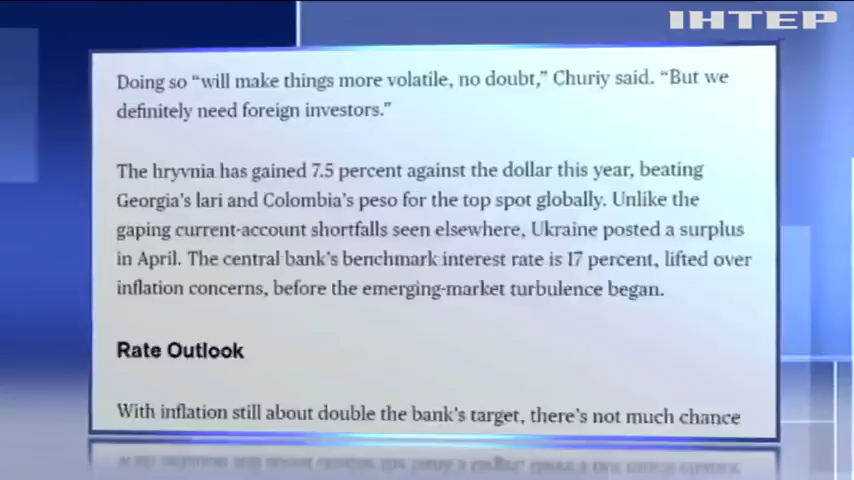 ІНТЕР
Doing so “will make things more volatile, no doubt,” Churiy said. “But we
definitely need foreign investors.”
The hryvnia has gained 7.5 percent against the dollar this year, beating
Georgia’s lari and Colombia’s peso for the top spot globally. Unlike the
gaping current-account shortfalls seen elsewhere, Ukraine posted a surplus
in April. The central bank’s benchmark interest rate is 17 percent, lifted over
inflation concerns, before the emerging-market turbulence began.
Rate Outlook
With inflation still about double the bank’s target, there’s not much chance